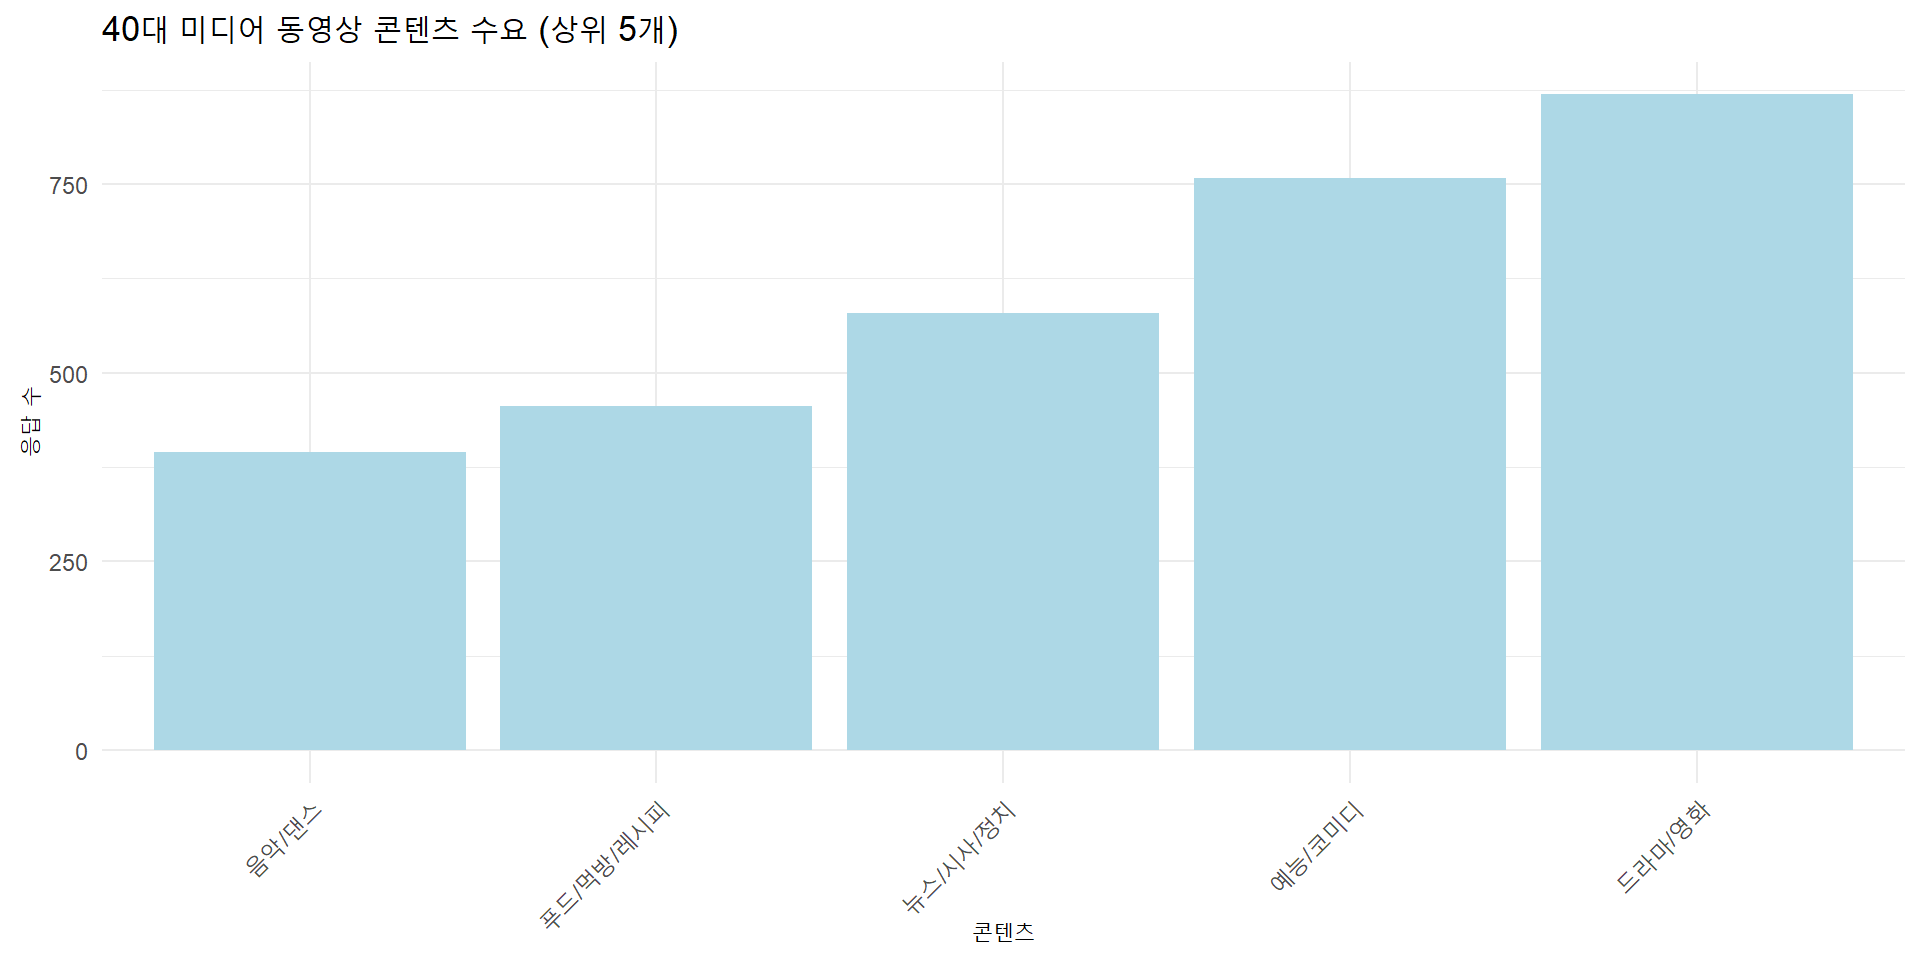 40대 미디어 동영상 콘텐츠 수요 (상위 5개)
응답 수
750
500
250
0
음악/댄스
푸드/먹방/레시피
뉴스/시사/정치
예능/코미디
드라마/영화
콘텐츠